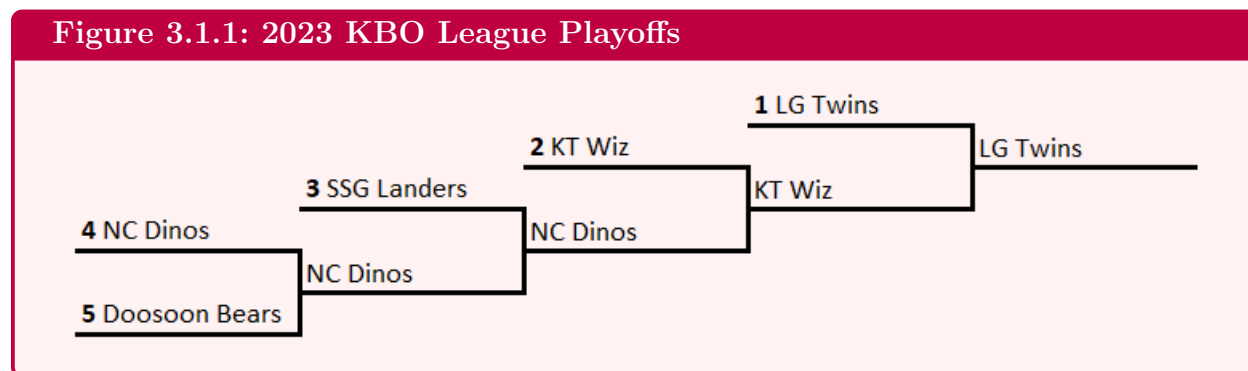 Figure 3.1.1: 2023 KBO League Playoffs
1 LG Twins
LG Twins
2 KT Wiz
KT Wiz
3 SSG Landers
NC Dinos
4 NC Dinos
NC Dinos
5 Doosoon Bears